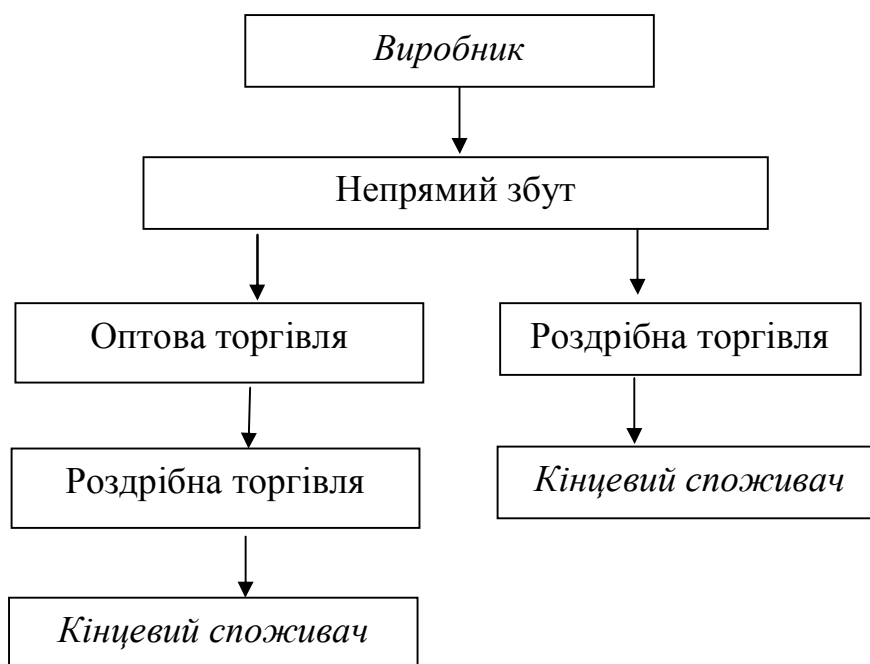 Виробник
Непрямий збут
Оптова торгівля
Роздрібна торгівля
Роздрібна торгівля
Кінцевий споживач
Кінцевий споживач